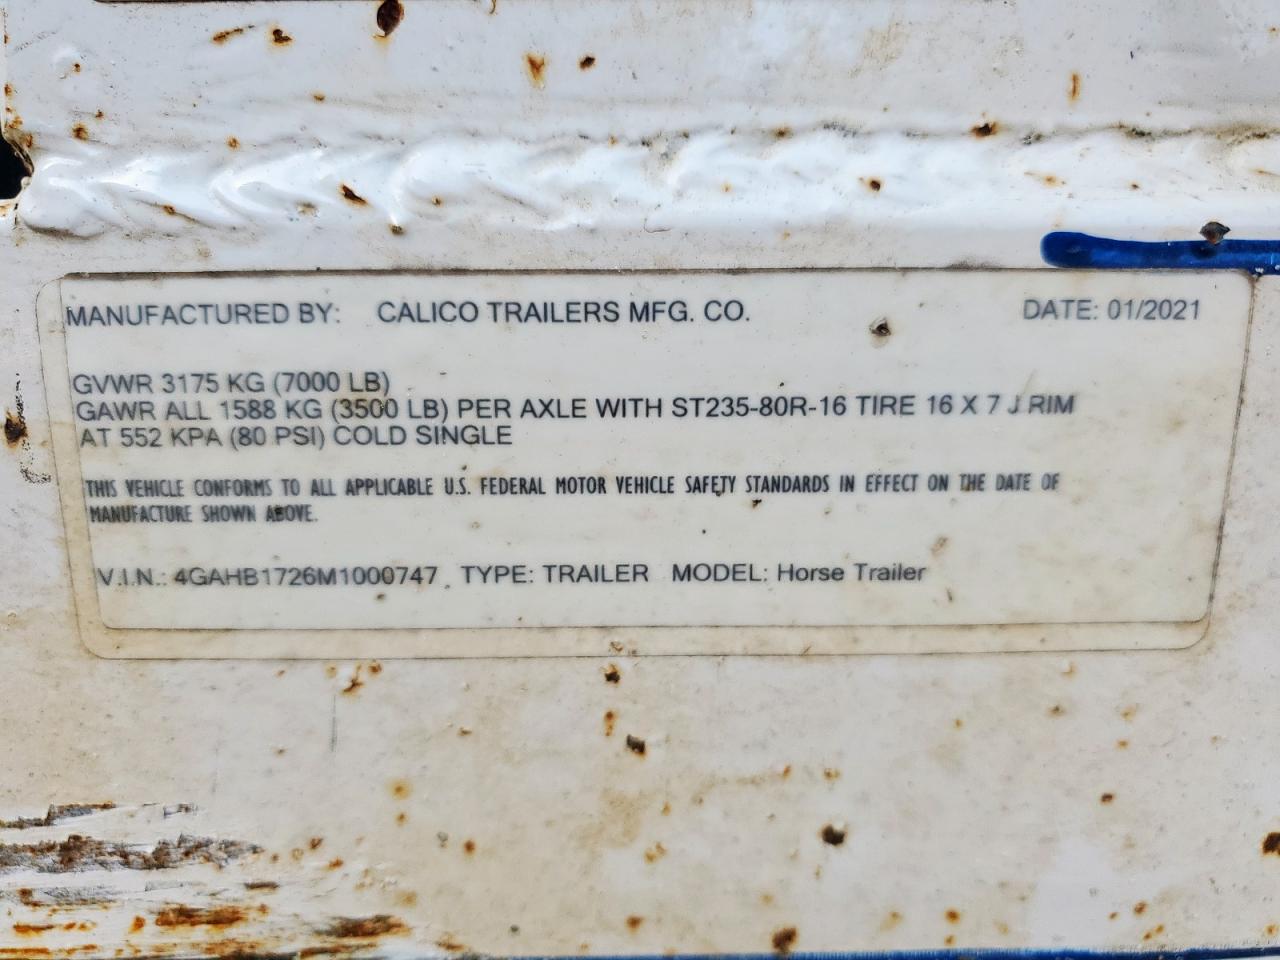 MANUFACTURED BY: CALICO TRAILERS MFG. CO. DATE: 01/2021
GVWR 3175 KG (7000 LB)
GAWR ALL 1588 KG (3500 LB) PER AXLE WITH ST235-80R-16 TIRE 16 X 7 J RIM
AT 552 KPA (80 PSI) COLD SINGLE
THIS VEHICLE CONFORMS TO ALL APPLICABLE U.S. FEDERAL MOTOR VEHICLE SAFETY STANDARDS IN EFFECT ON THE DATE OF
MANUFACTURE SHOWN ABOVE.
V.I.N.: 4GAHB1726M1000747 TYPE: TRAILER MODEL: Horse Trailer